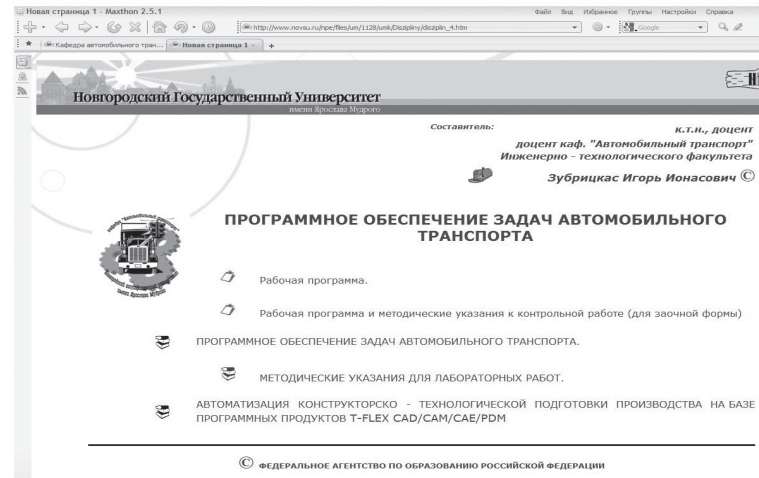 Новая страница 1 - Maxthon 2.5.1
Файл Вид Избранное Группы Настройки Справка
http://www.novsu.ru/npe/files/um/1128/umk/Diszipliny/disziplin_4.htm
Google
Кафедра автомобильного тран...
Новая страница 1
Новгородский Государственный Университет
имени Ярослава Мудрого
Составитель:
к.т.н., доцент
доцент каф. "Автомобильный транспорт"
Инженерно - технологического факультета
Зубрицкас Игорь Ионасович ©
ПРОГРАММНОЕ ОБЕСПЕЧЕНИЕ ЗАДАЧ АВТОМОБИЛЬНОГО
ТРАНСПОРТА
Рабочая программа.
Рабочая программа и методические указания к контрольной работе (для заочной формы)
ПРОГРАММНОЕ ОБЕСПЕЧЕНИЕ ЗАДАЧ АВТОМОБИЛЬНОГО ТРАНСПОРТА.
МЕТОДИЧЕСКИЕ УКАЗАНИЯ ДЛЯ ЛАБОРАТОРНЫХ РАБОТ.
АВТОМАТИЗАЦИЯ КОНСТРУКТОРСКО - ТЕХНОЛОГИЧЕСКОЙ ПОДГОТОВКИ ПРОИЗВОДСТВА НА БАЗЕ
ПРОГРАММНЫХ ПРОДУКТОВ T-FLEX CAD/CAM/CAE/PDM
© ФЕДЕРАЛЬНОЕ АГЕНТСТВО ПО ОБРАЗОВАНИЮ РОССИЙСКОЙ ФЕДЕРАЦИИ